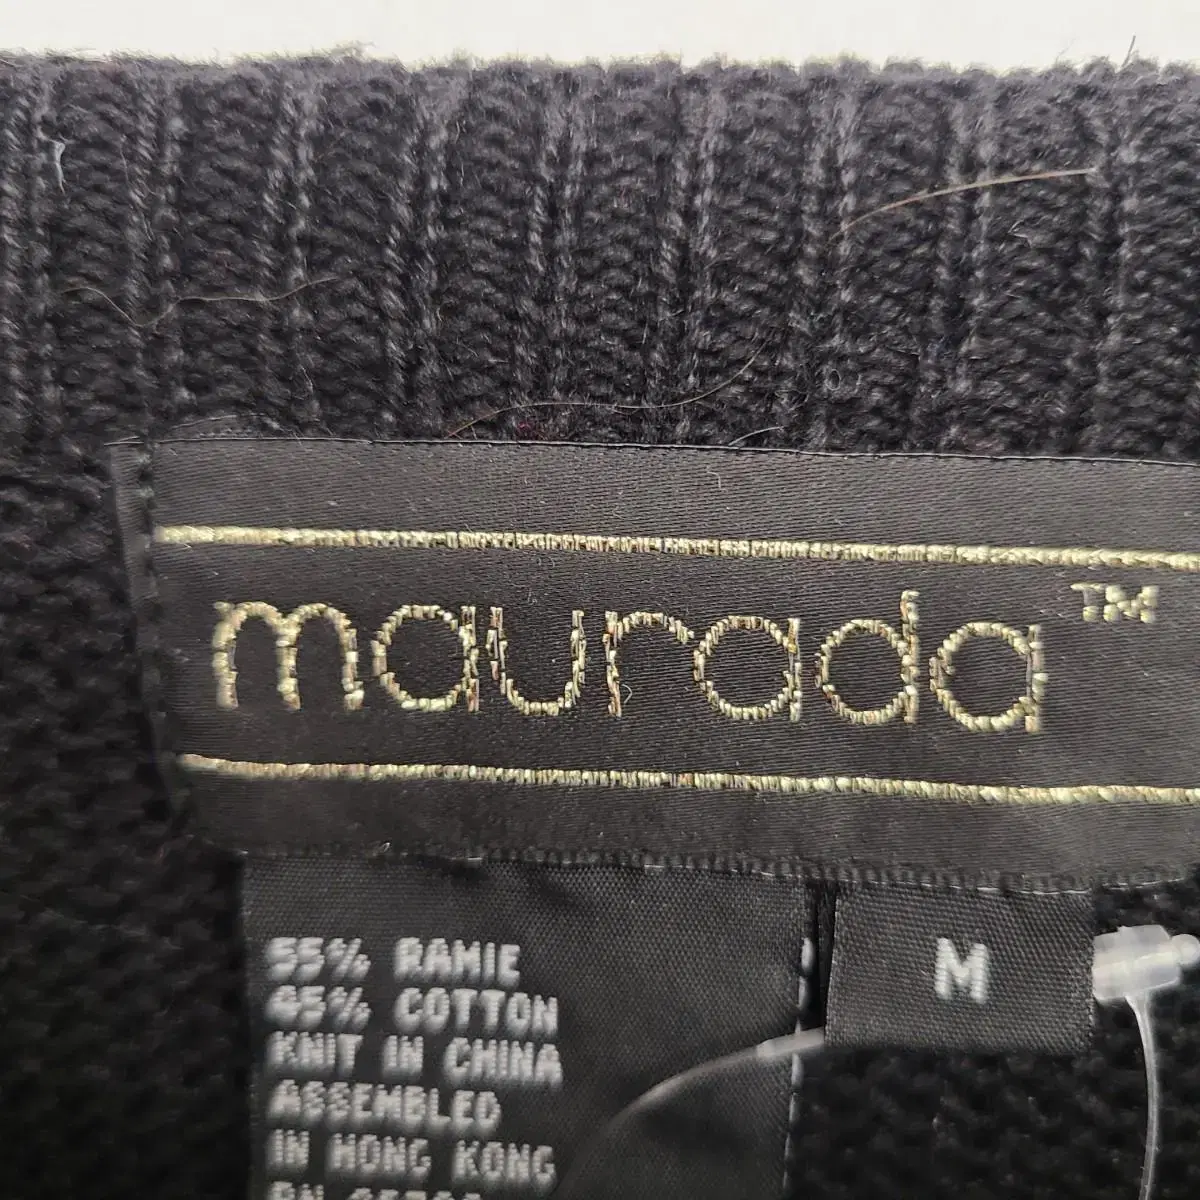 maurada™
55% RAMIE
45% COTTON
KNIT IN CHINA
ASSEMBLED
IN HONG KONG
M